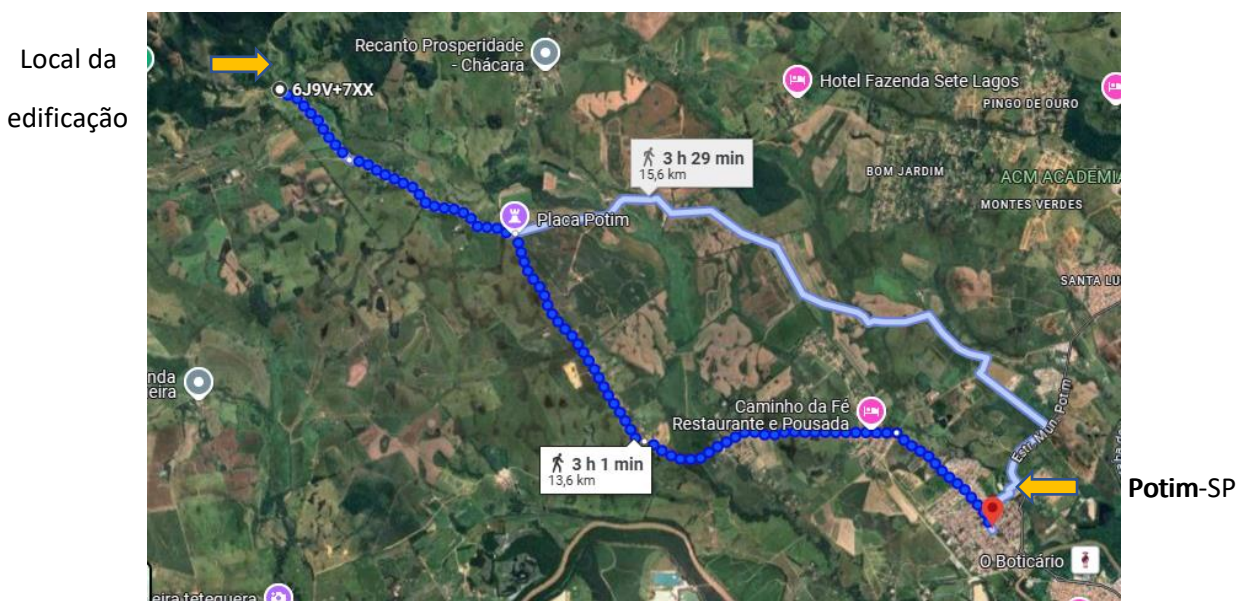 Local da
edificação
Recanto Prosperidade
- Chácara
6J9V+7XX
Hotel Fazenda Sete Lagos
PINGO DE OURO
3 h 29 min
15,6 km
BOM JARDIM
ACM ACADEMIA
MONTES VERDES
Placa Potim
SANTA LU
nda
eira
Caminho da Fé
Restaurante e Pousada
Estr. Mun. Potim
3 h 1 min
13,6 km
Potim-SP
O Boticário
eira tetequera